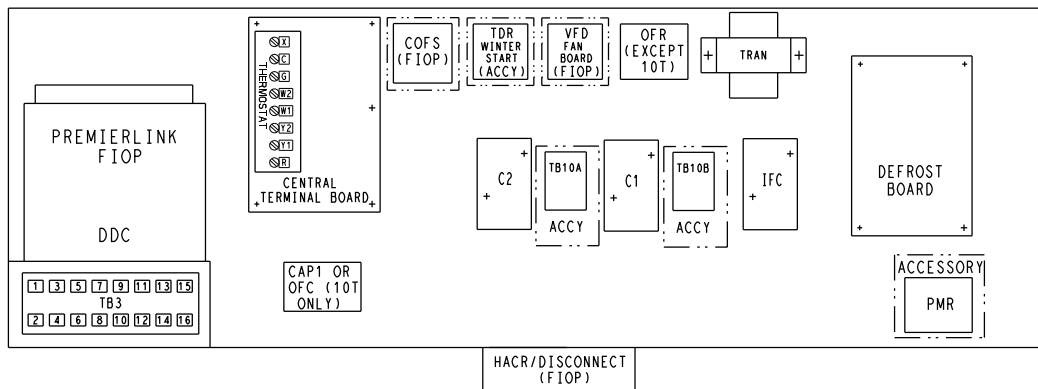 PREMIERLINK
FIOP
DDC
1 3 5 7 9 11 13 15
TB3
2 4 6 8 10 12 14 16
THERMOSTAT
X
C
G
W2
W1
Y2
Y1
R
CENTRAL
TERMINAL BOARD
CAP1 OR
OFC (10T
ONLY)
COFS
(FIOP)
TDR
WINTER
START
(ACCY)
VFD
FAN
BOARD
(FIOP)
OFR
(EXCEPT
10T)
TRAN
C2
TB10A
ACCY
C1
TB10B
ACCY
IFC
DEFROST
BOARD
ACCESSORY
PMR
HACR/DISCONNECT
(FIOP)